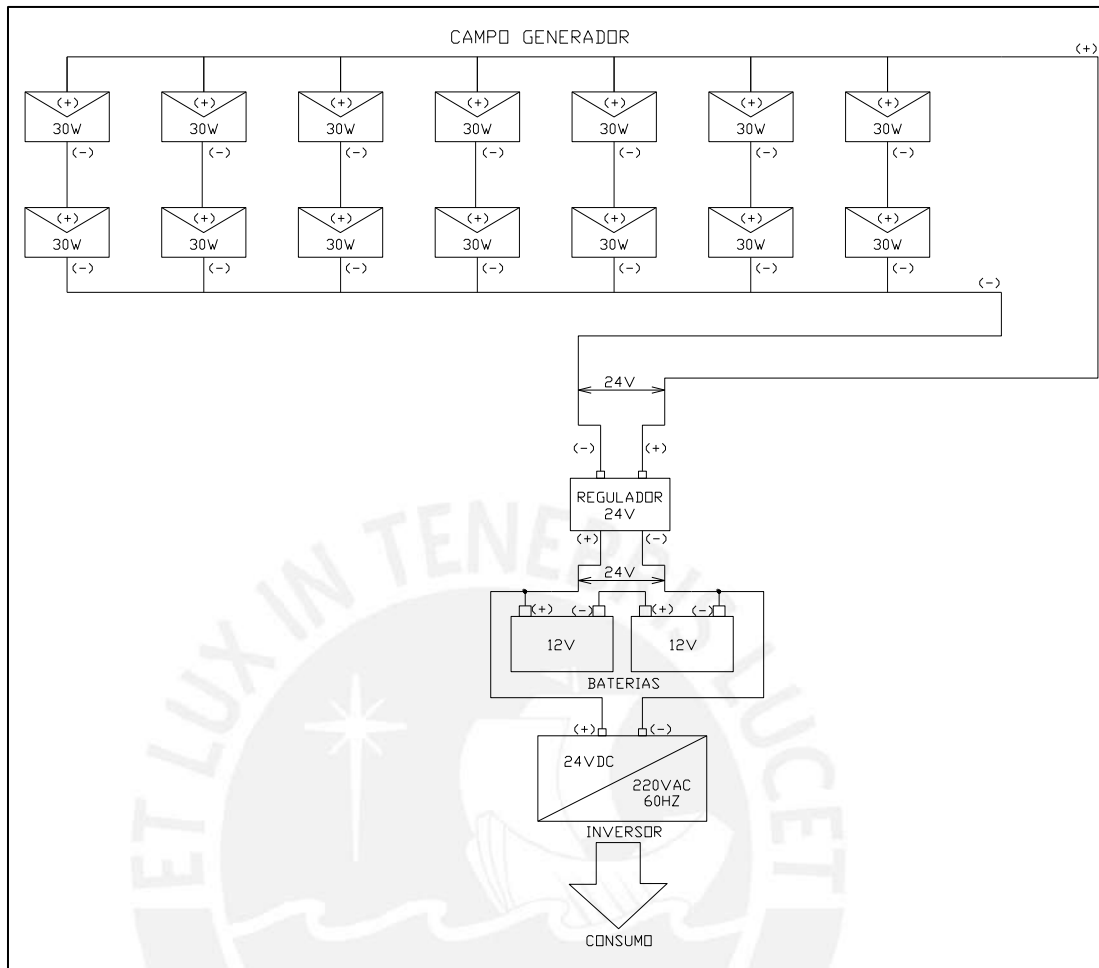 CAMPO GENERADOR
(+)
(+) (+) (+) (+) (+) (+) (+)
30W 30W 30W 30W 30W 30W 30W
(-) (-) (-) (-) (-) (-) (-)
(+) (+) (+) (+) (+) (+) (+)
30W 30W 30W 30W 30W 30W 30W
(-) (-) (-) (-) (-) (-) (-)
(-)
24V
(-) (+)
REGULADOR
24V
(+) (-)
24V
(+) (-) (+) (-)
12V 12V
BATERIAS
(+) (-)
24VDC
220VAC
60HZ
INVERSOR
CONSUMO
ET LUX IN TENEBRIS LUCET